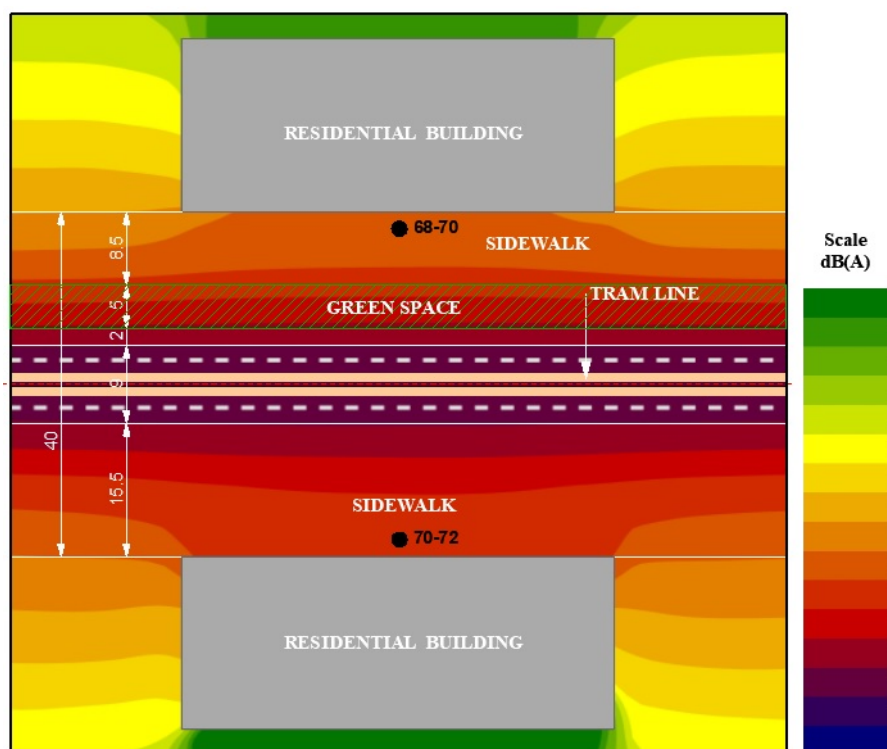 RESIDENTIAL BUILDING
68-70
SIDEWALK
8.5
Scale
dB(A)
TRAM LINE
5
GREEN SPACE
2
9
40
15.5
SIDEWALK
70-72
RESIDENTIAL BUILDING